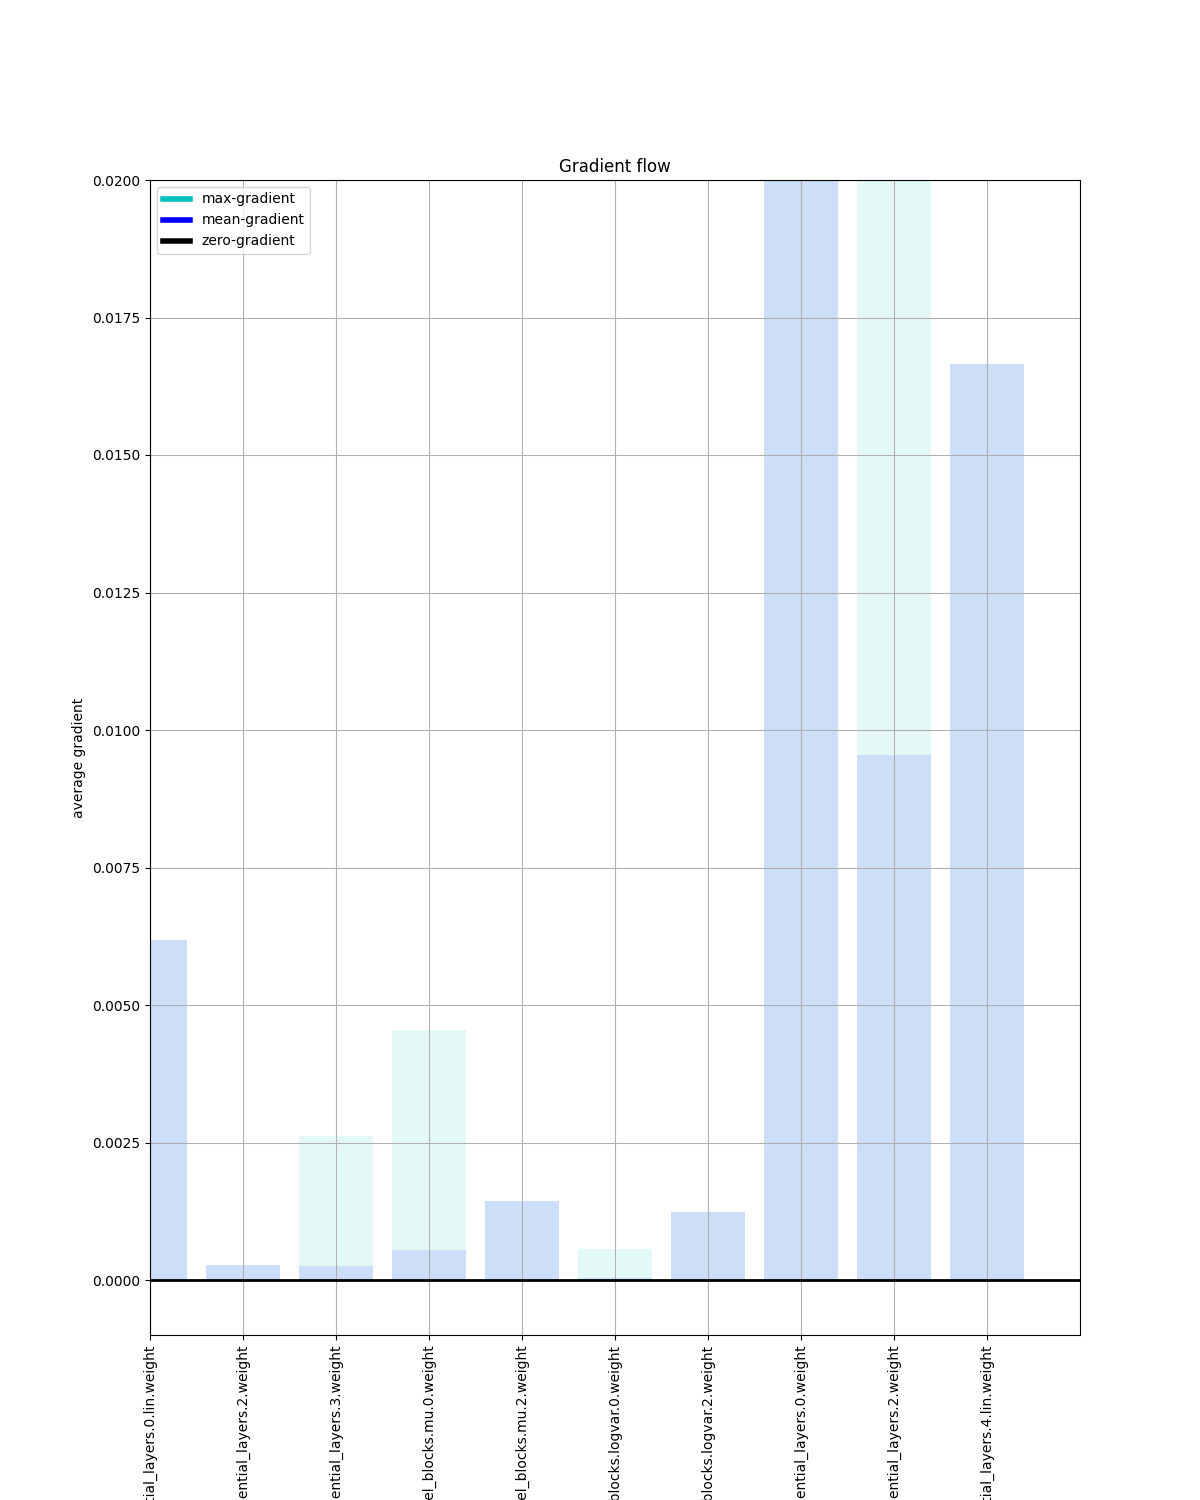 Gradient flow
max-gradient
mean-gradient
zero-gradient
average gradient
0.0200
0.0175
0.0150
0.0125
0.0100
0.0075
0.0050
0.0025
0.0000
tial_layers.0.lin.weight
ential_layers.2.weight
ential_layers.3.weight
el_blocks.mu.0.weight
el_blocks.mu.2.weight
blocks.logvar.0.weight
blocks.logvar.2.weight
ential_layers.0.weight
ential_layers.2.weight
tial_layers.4.lin.weight